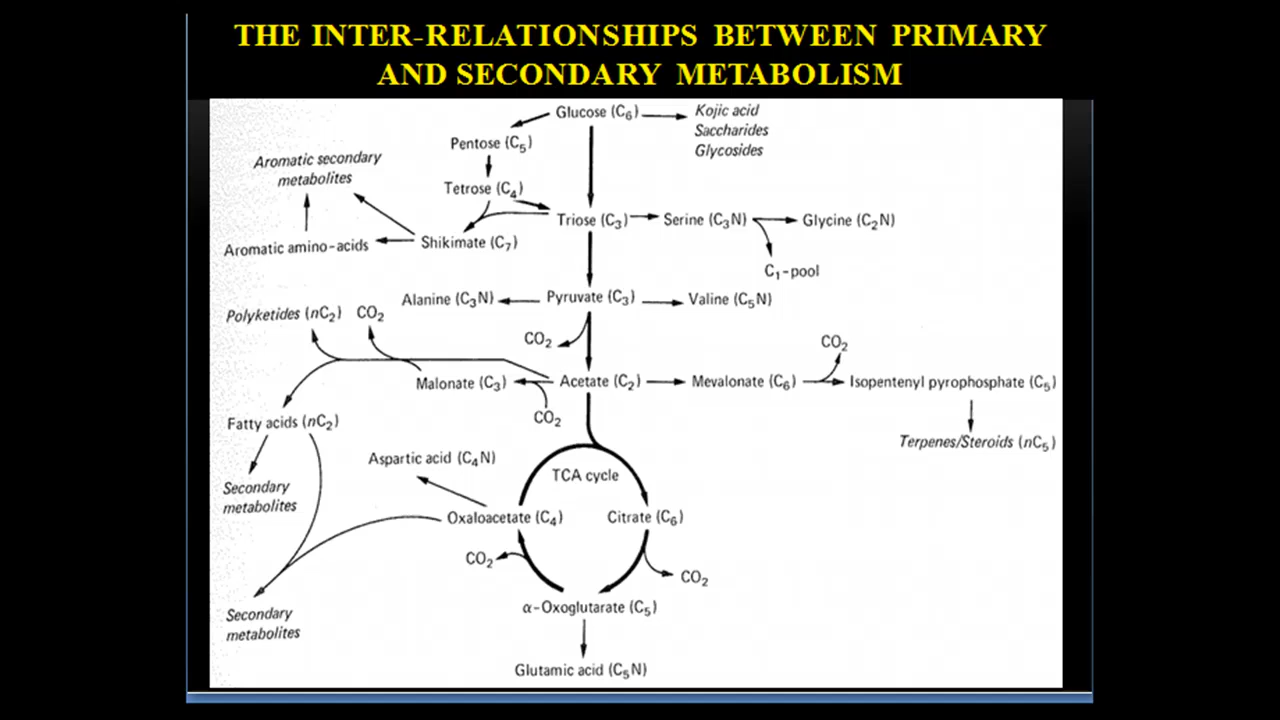 THE INTER-RELATIONSHIPS BETWEEN PRIMARY
AND SECONDARY METABOLISM
Glucose (C₆)
Kojic acid
Saccharides
Glycosides
Pentose (C₅)
Aromatic secondary
metabolites
Tetrose (C₄)
Triose (C₃)
Serine (C₃N)
Glycine (C₂N)
Aromatic amino-acids
Shikimate (C₇)
C₁-pool
Alanine (C₃N)
Pyruvate (C₃)
Valine (C₅N)
Polyketides (nC₂)
CO₂
CO₂
CO₂
Malonate (C₃)
Acetate (C₂)
Mevalonate (C₆)
Isopentenyl pyrophosphate (C₅)
CO₂
Fatty acids (nC₂)
Terpenes/Steroids (nC₅)
Aspartic acid (C₄N)
TCA cycle
Secondary
metabolites
Oxaloacetate (C₄)
Citrate (C₆)
CO₂
CO₂
α-Oxoglutarate (C₅)
Secondary
metabolites
Glutamic acid (C₅N)